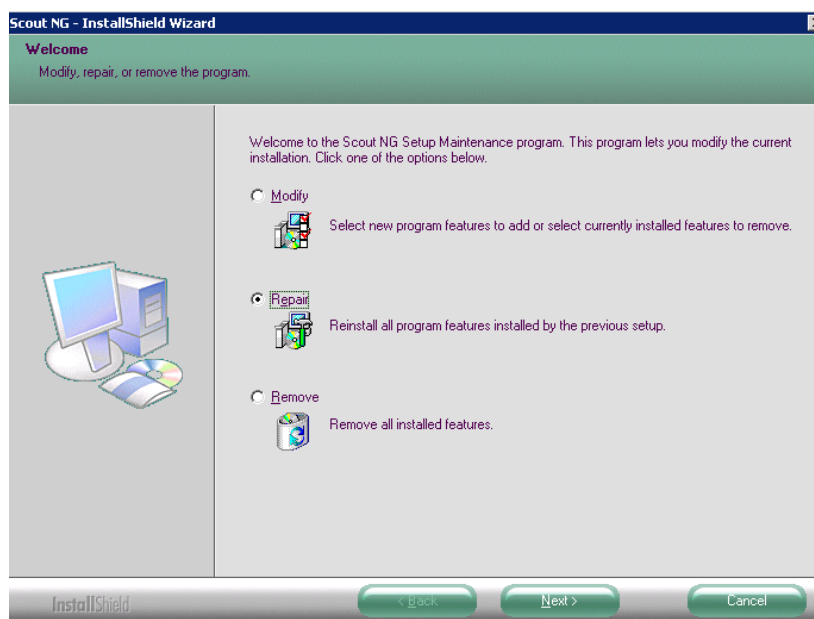 Scout NG - InstallShield Wizard
Welcome
Modify, repair, or remove the program.
Welcome to the Scout NG Setup Maintenance program. This program lets you modify the current
installation. Click one of the options below.
Modify
Select new program features to add or select currently installed features to remove.
Repair
Reinstall all program features installed by the previous setup.
Remove
Remove all installed features.
InstallShield
< Back
Next >
Cancel